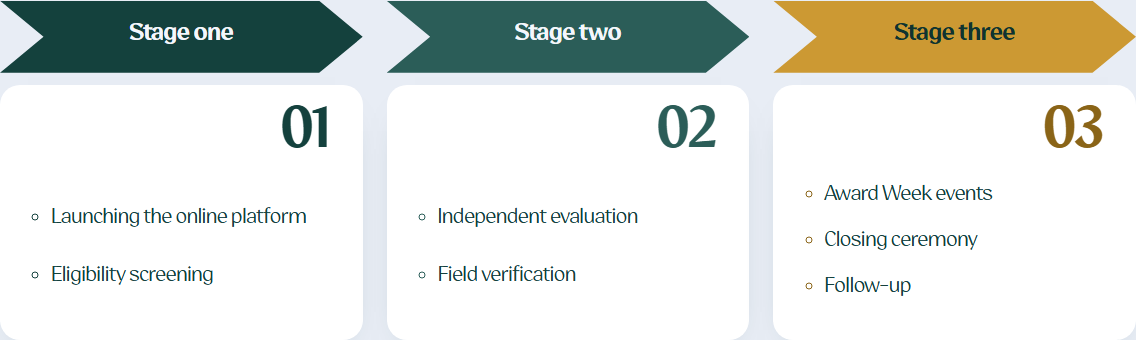 Stage one
01
Launching the online platform
Eligibility screening
Stage two
02
Independent evaluation
Field verification
Stage three
03
Award Week events
Closing ceremony
Follow-up